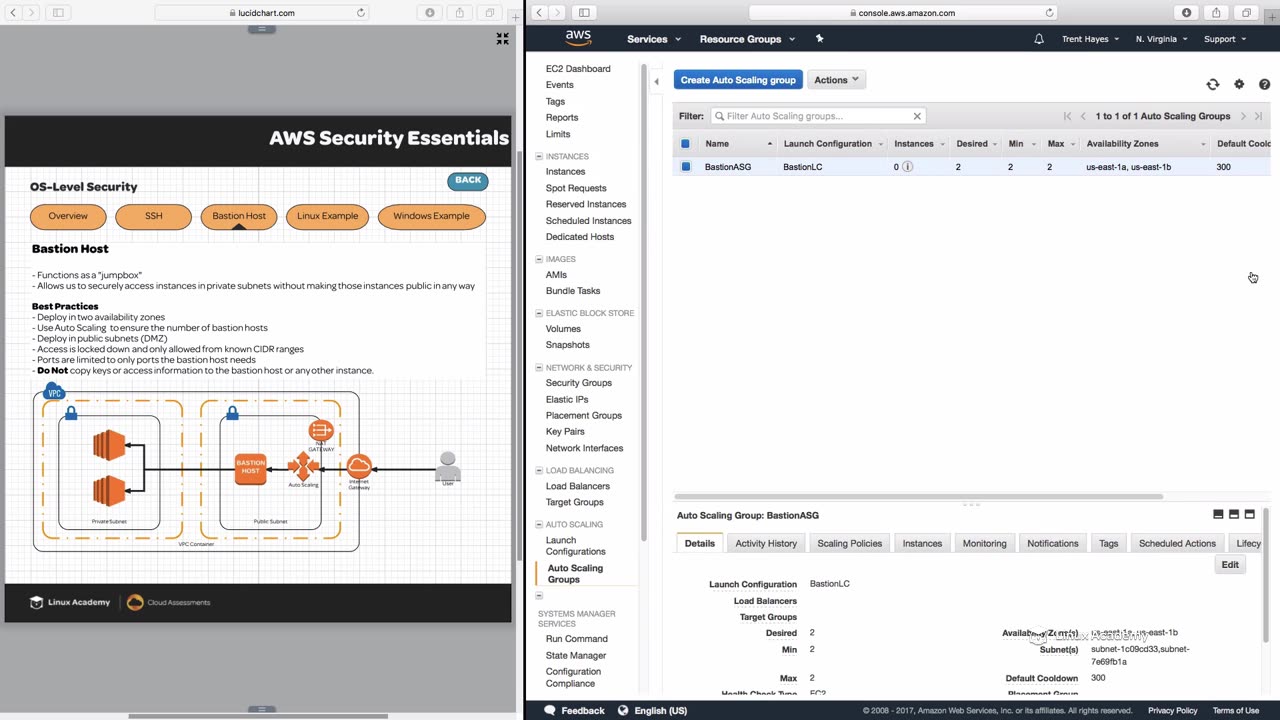 lucidchart.com
AWS Security Essentials
OS-Level Security
BACK
Overview
SSH
Bastion Host
Linux Example
Windows Example
Bastion Host
- Functions as a "jumpbox"
- Allows us to securely access instances in private subnets without making those instances public in any way
Best Practices
- Deploy in two availability zones
- Use Auto Scaling to ensure the number of bastion hosts
- Deploy in public subnets (DMZ)
- Access is locked down and only allowed from known CIDR ranges
- Ports are limited to only ports the bastion host needs
- Do Not copy keys or access information to the bastion host or any other instance.
VPC
NAT
GATEWAY
BASTION
HOST
Auto Scaling
Internet
Gateway
User
Private Subnet
Public Subnet
VPC Container
Linux Academy
Cloud Assessments
console.aws.amazon.com
aws
Services
Resource Groups
Trent Hayes
N. Virginia
Support
EC2 Dashboard
Events
Tags
Reports
Limits
INSTANCES
Instances
Spot Requests
Reserved Instances
Scheduled Instances
Dedicated Hosts
IMAGES
AMIs
Bundle Tasks
ELASTIC BLOCK STORE
Volumes
Snapshots
NETWORK & SECURITY
Security Groups
Elastic IPs
Placement Groups
Key Pairs
Network Interfaces
LOAD BALANCING
Load Balancers
Target Groups
AUTO SCALING
Launch
Configurations
Auto Scaling
Groups
SYSTEMS MANAGER
SERVICES
Run Command
State Manager
Configuration
Compliance
Create Auto Scaling group
Actions
Filter:
Filter Auto Scaling groups...
1 to 1 of 1 Auto Scaling Groups
Name
Launch Configuration
Instances
Desired
Min
Max
Availability Zones
Default Coold
BastionASG
BastionLC
0
2
2
2
us-east-1a, us-east-1b
300
Auto Scaling Group: BastionASG
Details
Activity History
Scaling Policies
Instances
Monitoring
Notifications
Tags
Scheduled Actions
Lifecy
Edit
Launch Configuration BastionLC
Load Balancers
Target Groups
Desired 2
Min 2
Max 2
Health Check Type EC2
Availability Zone(s) us-east-1a, us-east-1b
Subnet(s) subnet-1c09cd33,subnet-
7e69fb1a
Default Cooldown 300
Placement Group
Linux Academy
Feedback
English (US)
© 2008 - 2017, Amazon Web Services, Inc. or its affiliates. All rights reserved.
Privacy Policy
Terms of Use